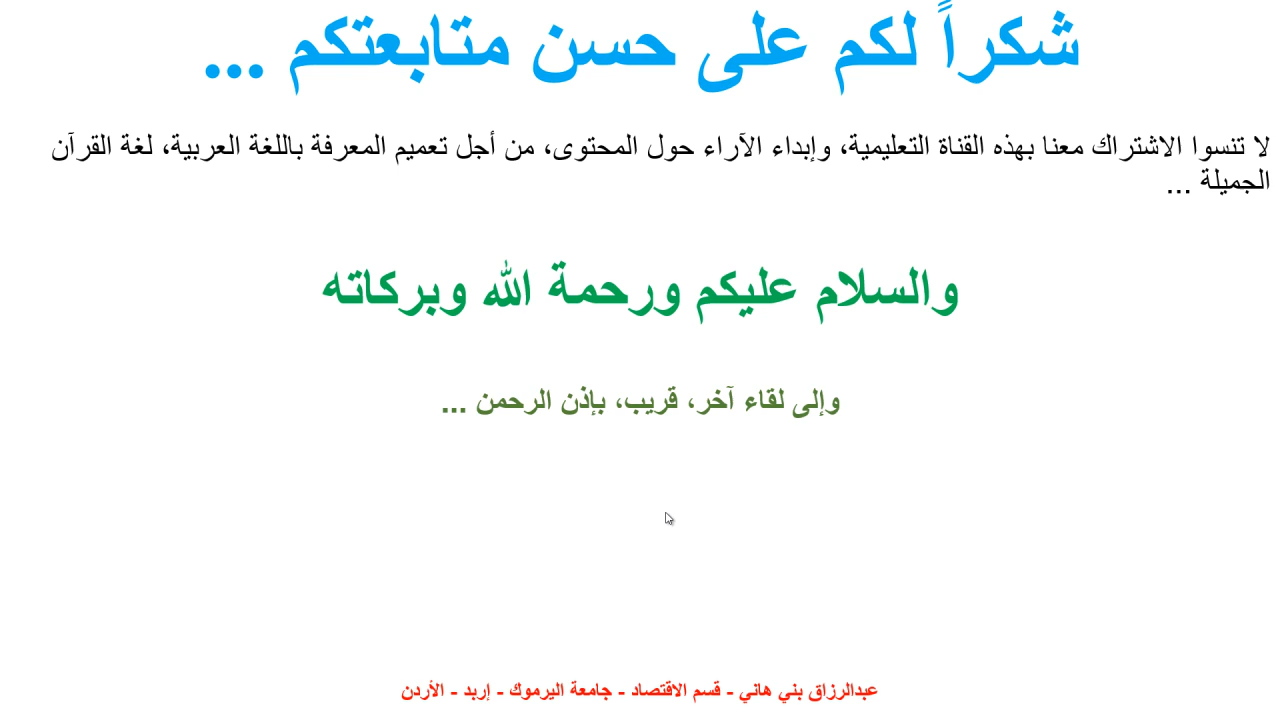 شكراً لكم على حسن متابعتكم ...
لا تنسوا الاشتراك معنا بهذه القناة التعليمية، وإبداء الآراء حول المحتوى، من أجل تعميم المعرفة باللغة العربية، لغة القرآن
الجميلة ...
والسلام عليكم ورحمة الله وبركاته
وإلى لقاء آخر، قريب، بإذن الرحمن ...
عبدالرزاق بني هاني - قسم الاقتصاد - جامعة اليرموك - إربد - الأردن